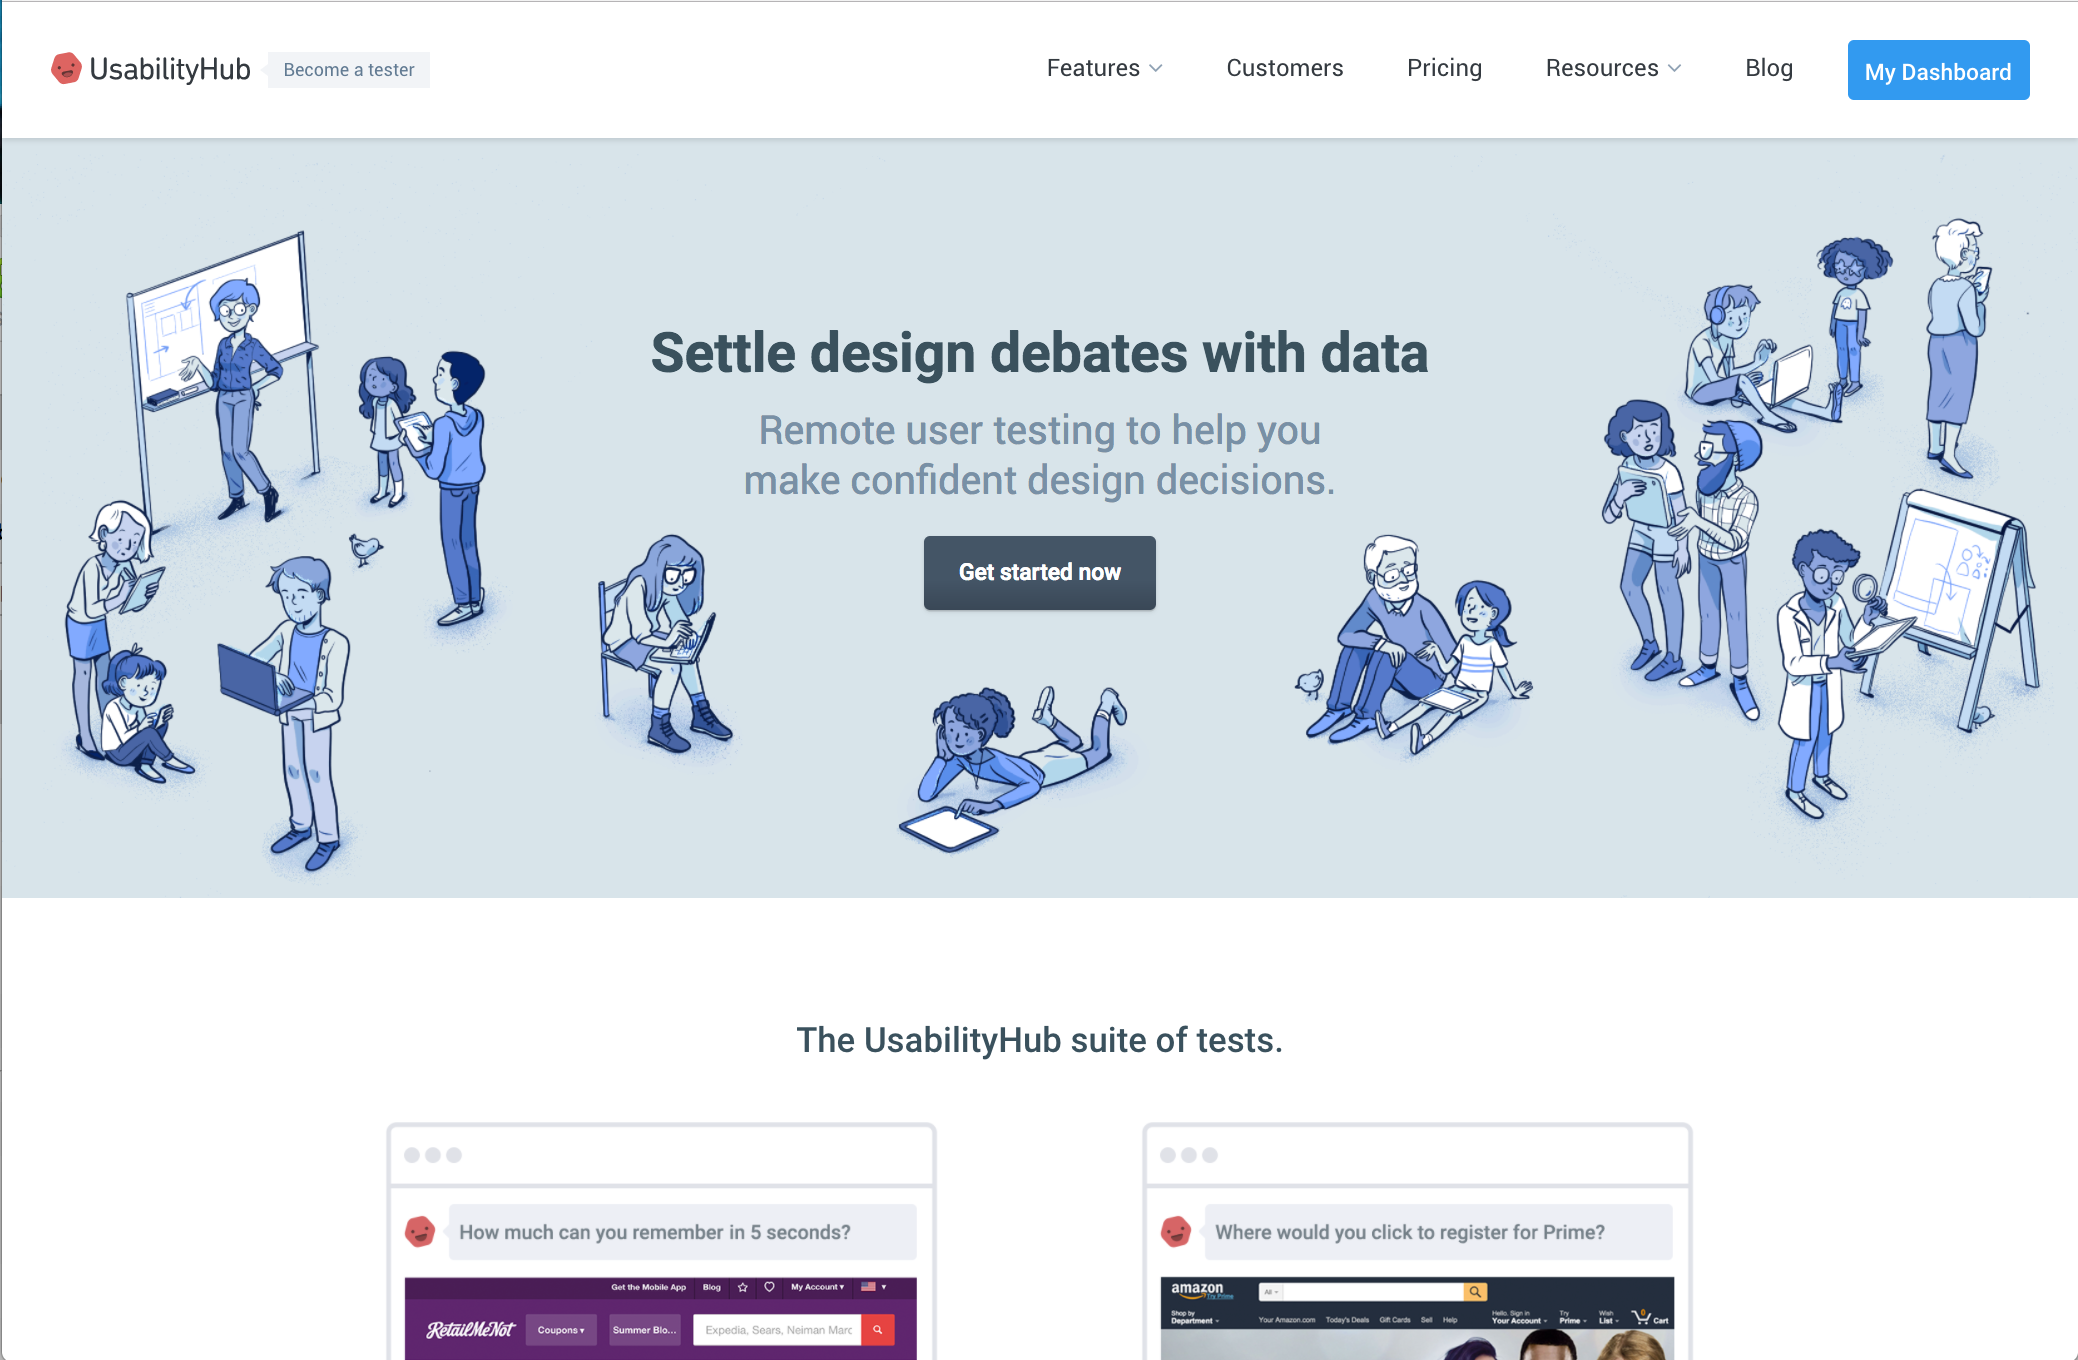 UsabilityHub
Become a tester
Features
Customers
Pricing
Resources
Blog
My Dashboard
Settle design debates with data
Remote user testing to help you
make confident design decisions.
Get started now
The UsabilityHub suite of tests.
How much can you remember in 5 seconds?
Get the Mobile App Blog My Account
RetailMeNot Coupons Summer Blo... Expedia, Sears, Neiman Marc
Where would you click to register for Prime?
amazon All
Try Prime
Shop by
Department
Your Amazon.com Today's Deals Gift Cards Sell Help
Hello. Sign in
Your Account
Try
Prime
Wish
List
0
Cart